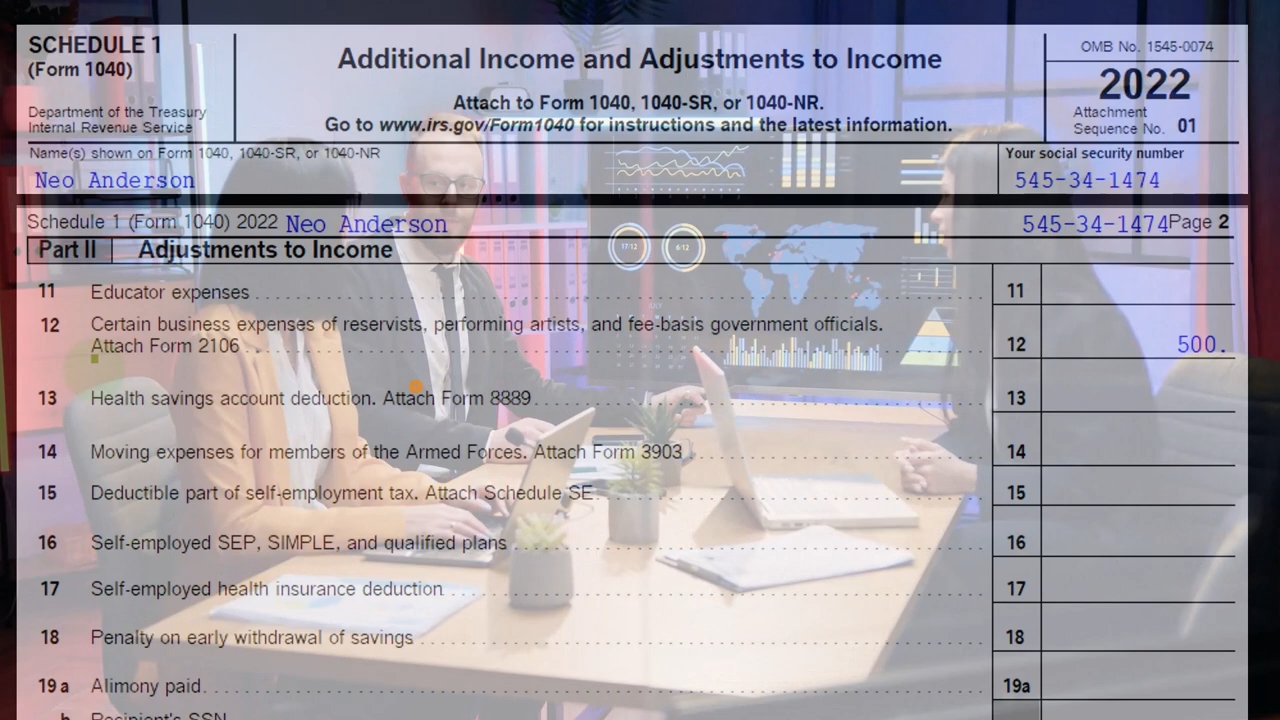 SCHEDULE 1
(Form 1040)
Department of the Treasury
Internal Revenue Service
Additional Income and Adjustments to Income
Attach to Form 1040, 1040-SR, or 1040-NR.
Go to www.irs.gov/Form1040 for instructions and the latest information.
OMB No. 1545-0074
2022
Attachment
Sequence No. 01
Name(s) shown on Form 1040, 1040-SR, or 1040-NR
Neo Anderson
Your social security number
545-34-1474
Schedule 1 (Form 1040) 2022 Neo Anderson 545-34-1474 Page 2
Part II Adjustments to Income
11 Educator expenses 11
12 Certain business expenses of reservists, performing artists, and fee-basis government officials.
Attach Form 2106 12 500.
13 Health savings account deduction. Attach Form 8889 13
14 Moving expenses for members of the Armed Forces. Attach Form 3903 14
15 Deductible part of self-employment tax. Attach Schedule SE 15
16 Self-employed SEP, SIMPLE, and qualified plans 16
17 Self-employed health insurance deduction 17
18 Penalty on early withdrawal of savings 18
19a Alimony paid 19a
b Recipient's SSN
17/12
6/12